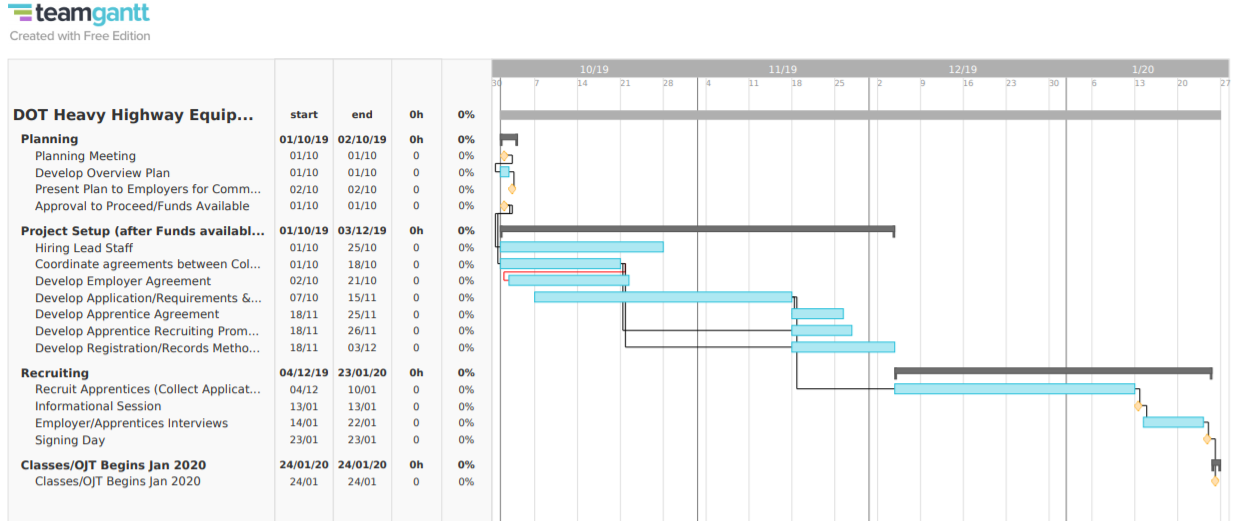 teamgantt
Created with Free Edition
10/19 11/19 12/19 1/20
30 7 14 21 28 4 11 18 25 2 9 16 23 30 6 13 20 27
DOT Heavy Highway Equip... start end 0h 0%
Planning 01/10/19 02/10/19 0h 0%
Planning Meeting 01/10 01/10 0 0%
Develop Overview Plan 01/10 01/10 0 0%
Present Plan to Employers for Comm... 02/10 02/10 0 0%
Approval to Proceed/Funds Available 01/10 01/10 0 0%
Project Setup (after Funds availabl... 01/10/19 03/12/19 0h 0%
Hiring Lead Staff 01/10 25/10 0 0%
Coordinate agreements between Col... 01/10 18/10 0 0%
Develop Employer Agreement 02/10 21/10 0 0%
Develop Application/Requirements &... 07/10 15/11 0 0%
Develop Apprentice Agreement 18/11 25/11 0 0%
Develop Apprentice Recruiting Prom... 18/11 26/11 0 0%
Develop Registration/Records Metho... 18/11 03/12 0 0%
Recruiting 04/12/19 23/01/20 0h 0%
Recruit Apprentices (Collect Applicat... 04/12 10/01 0 0%
Informational Session 13/01 13/01 0 0%
Employer/Apprentices Interviews 14/01 22/01 0 0%
Signing Day 23/01 23/01 0 0%
Classes/OJT Begins Jan 2020 24/01/20 24/01/20 0h 0%
Classes/OJT Begins Jan 2020 24/01 24/01 0 0%